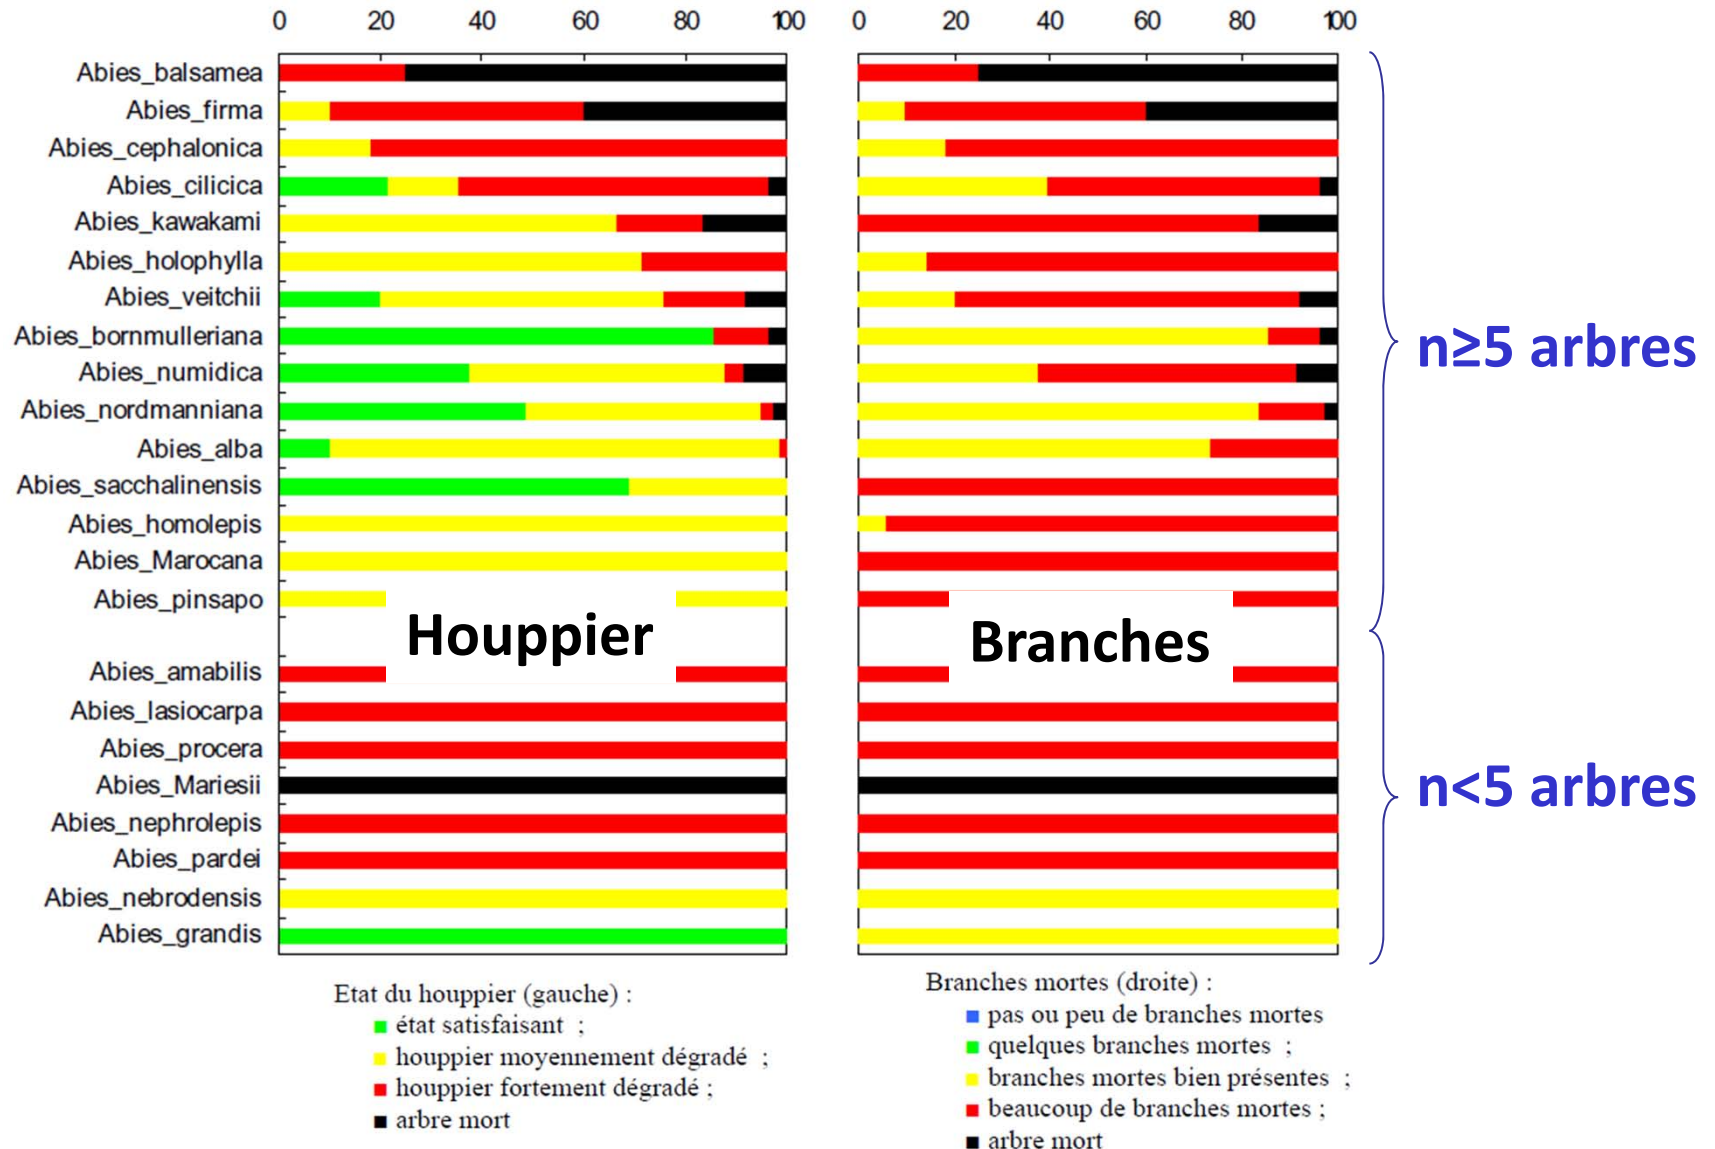 0 20 40 60 80 100 0 20 40 60 80 100
Abies_balsamea
Abies_firma
Abies_cephalonica
Abies_cilicica
Abies_kawakami
Abies_holophylla
Abies_veitchii
Abies_bornmulleriana
n≥5 arbres
Abies_numidica
Abies_nordmanniana
Abies_alba
Abies_sacchalinensis
Abies_homolepis
Abies_Marocana
Abies_pinsapo
Houppier
Branches
Abies_amabilis
Abies_lasiocarpa
Abies_procera
Abies_Mariesii
n<5 arbres
Abies_nephrolepis
Abies_pardei
Abies_nebrodensis
Abies_grandis
Etat du houppier (gauche) :
état satisfaisant ;
houppier moyennement dégradé ;
houppier fortement dégradé ;
arbre mort
Branches mortes (droite) :
pas ou peu de branches mortes
quelques branches mortes ;
branches mortes bien présentes ;
beaucoup de branches mortes ;
arbre mort